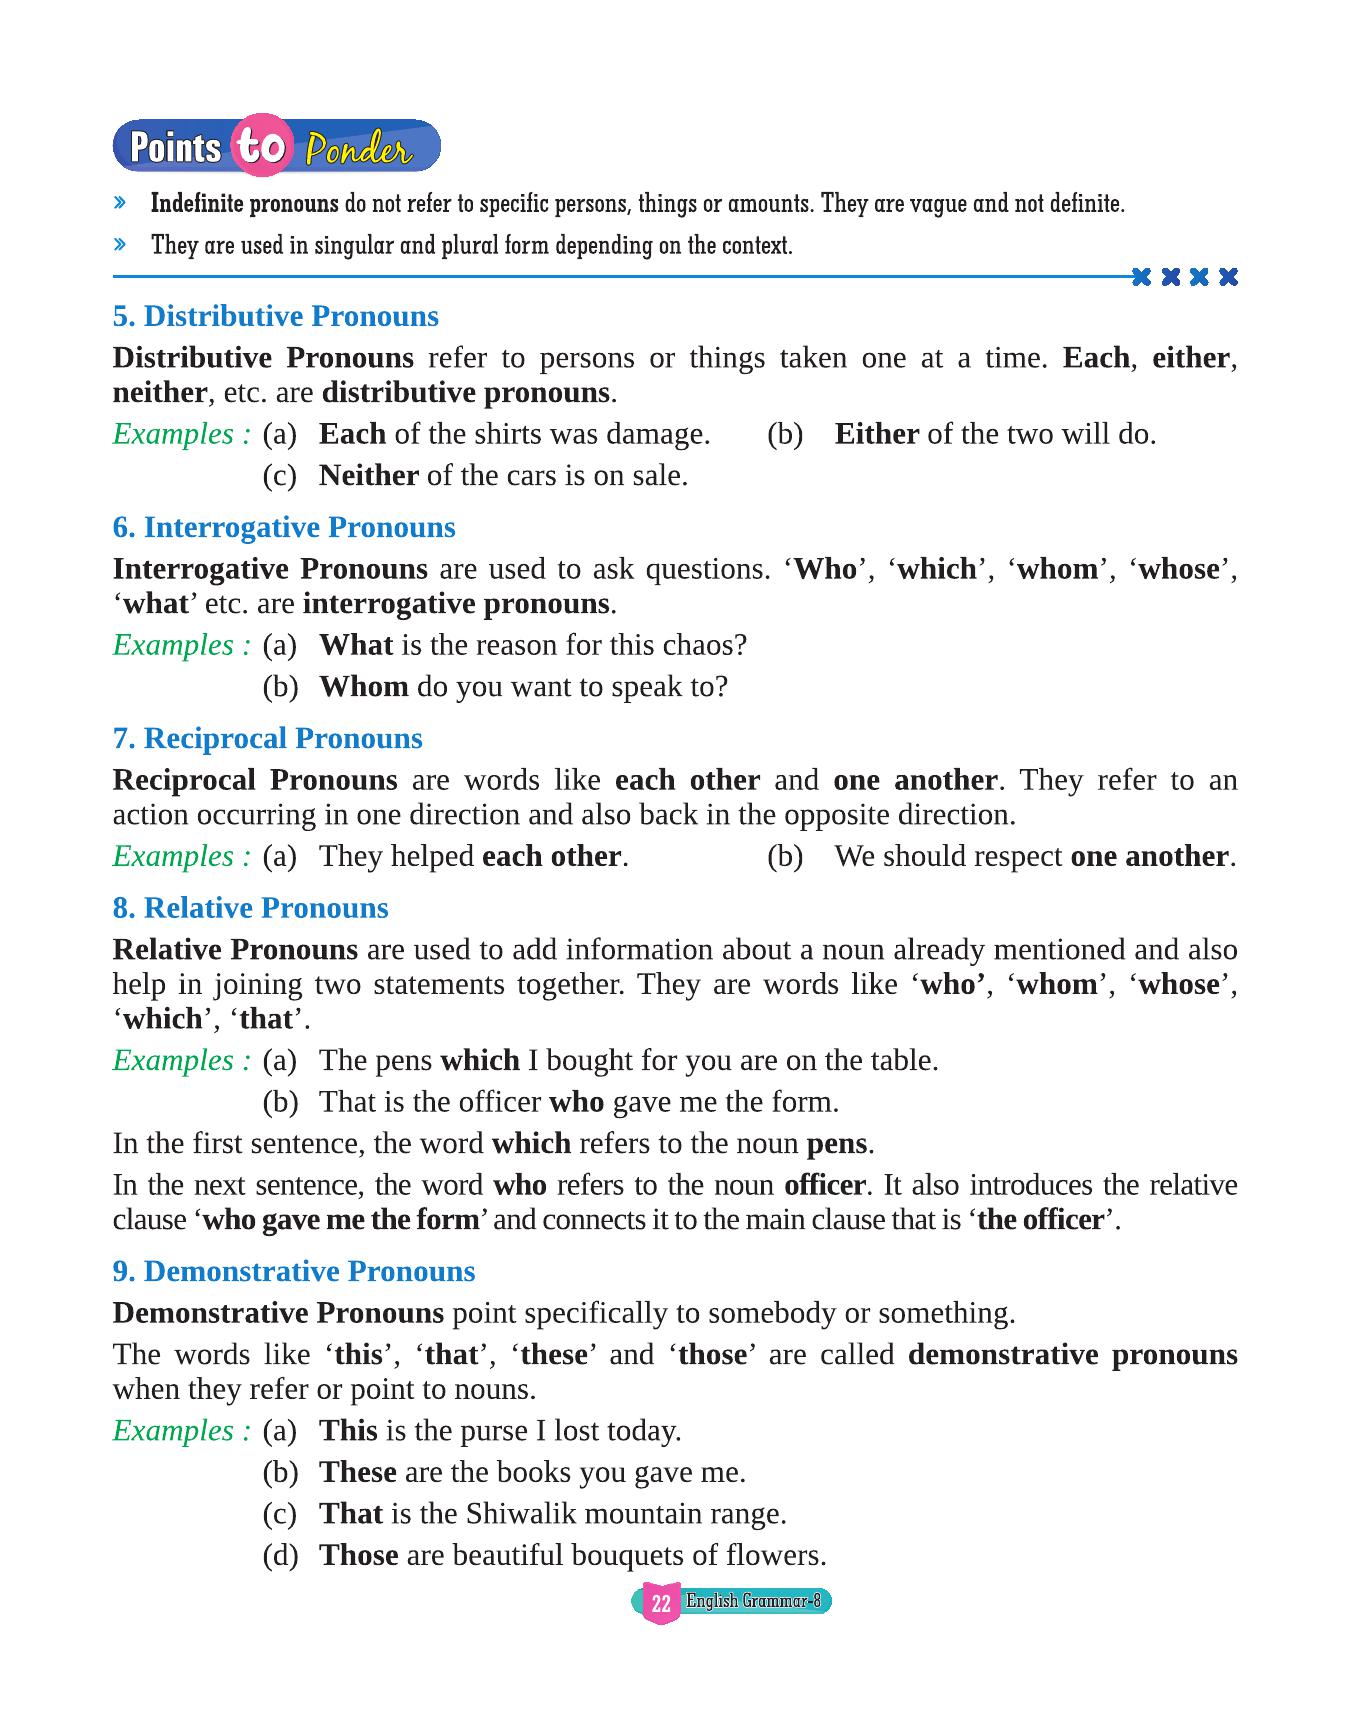 Points to Ponder
» Indefinite pronouns do not refer to specific persons, things or amounts. They are vague and not definite.
» They are used in singular and plural form depending on the context.
5. Distributive Pronouns
Distributive Pronouns refer to persons or things taken one at a time. Each, either,
neither, etc. are distributive pronouns.
Examples : (a) Each of the shirts was damage. (b) Either of the two will do.
(c) Neither of the cars is on sale.
6. Interrogative Pronouns
Interrogative Pronouns are used to ask questions. ‘Who’, ‘which’, ‘whom’, ‘whose’,
‘what’ etc. are interrogative pronouns.
Examples : (a) What is the reason for this chaos?
(b) Whom do you want to speak to?
7. Reciprocal Pronouns
Reciprocal Pronouns are words like each other and one another. They refer to an
action occurring in one direction and also back in the opposite direction.
Examples : (a) They helped each other. (b) We should respect one another.
8. Relative Pronouns
Relative Pronouns are used to add information about a noun already mentioned and also
help in joining two statements together. They are words like ‘who’, ‘whom’, ‘whose’,
‘which’, ‘that’.
Examples : (a) The pens which I bought for you are on the table.
(b) That is the officer who gave me the form.
In the first sentence, the word which refers to the noun pens.
In the next sentence, the word who refers to the noun officer. It also introduces the relative
clause ‘who gave me the form’ and connects it to the main clause that is ‘the officer’.
9. Demonstrative Pronouns
Demonstrative Pronouns point specifically to somebody or something.
The words like ‘this’, ‘that’, ‘these’ and ‘those’ are called demonstrative pronouns
when they refer or point to nouns.
Examples : (a) This is the purse I lost today.
(b) These are the books you gave me.
(c) That is the Shiwalik mountain range.
(d) Those are beautiful bouquets of flowers.
22 English Grammar-8